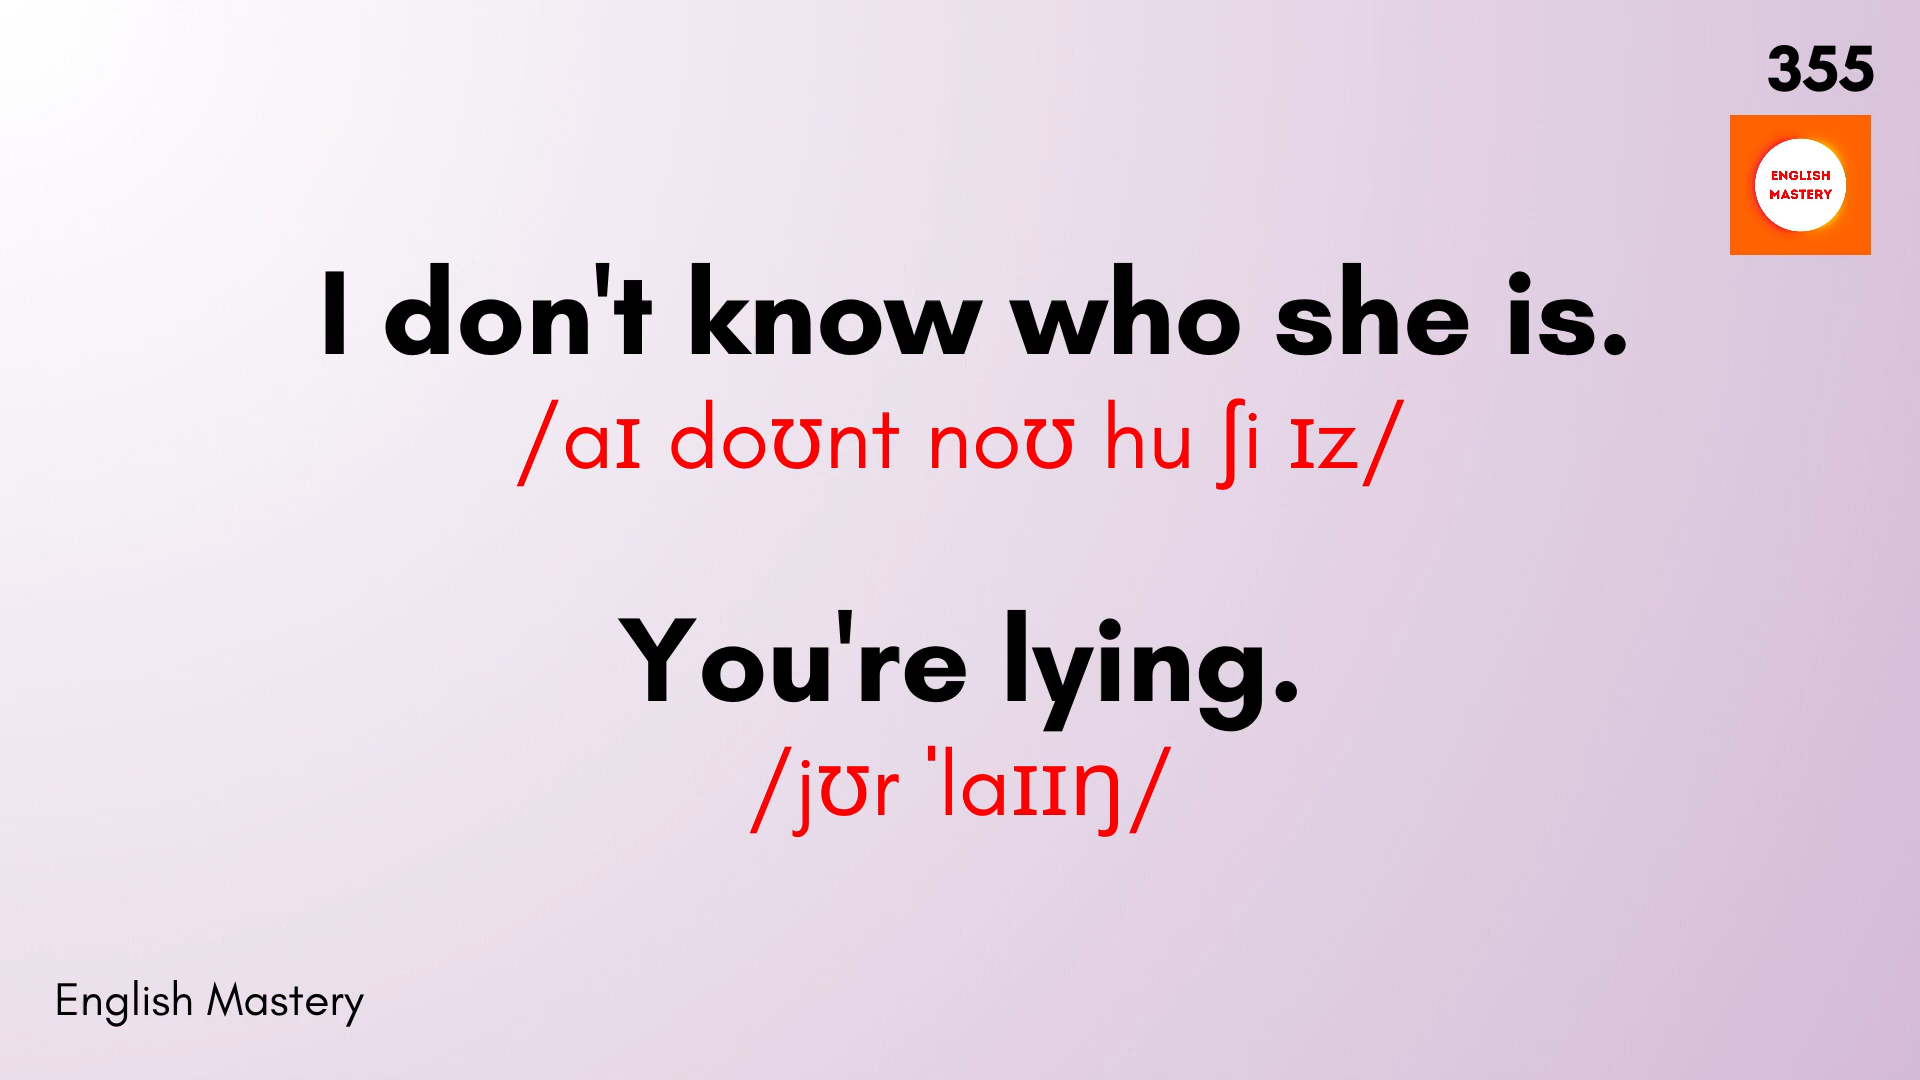 355
ENGLISH
MASTERY
I don't know who she is.
/aɪ doʊnt noʊ hu ʃi ɪz/
You're lying.
/jʊr ˈlaɪɪŋ/
English Mastery